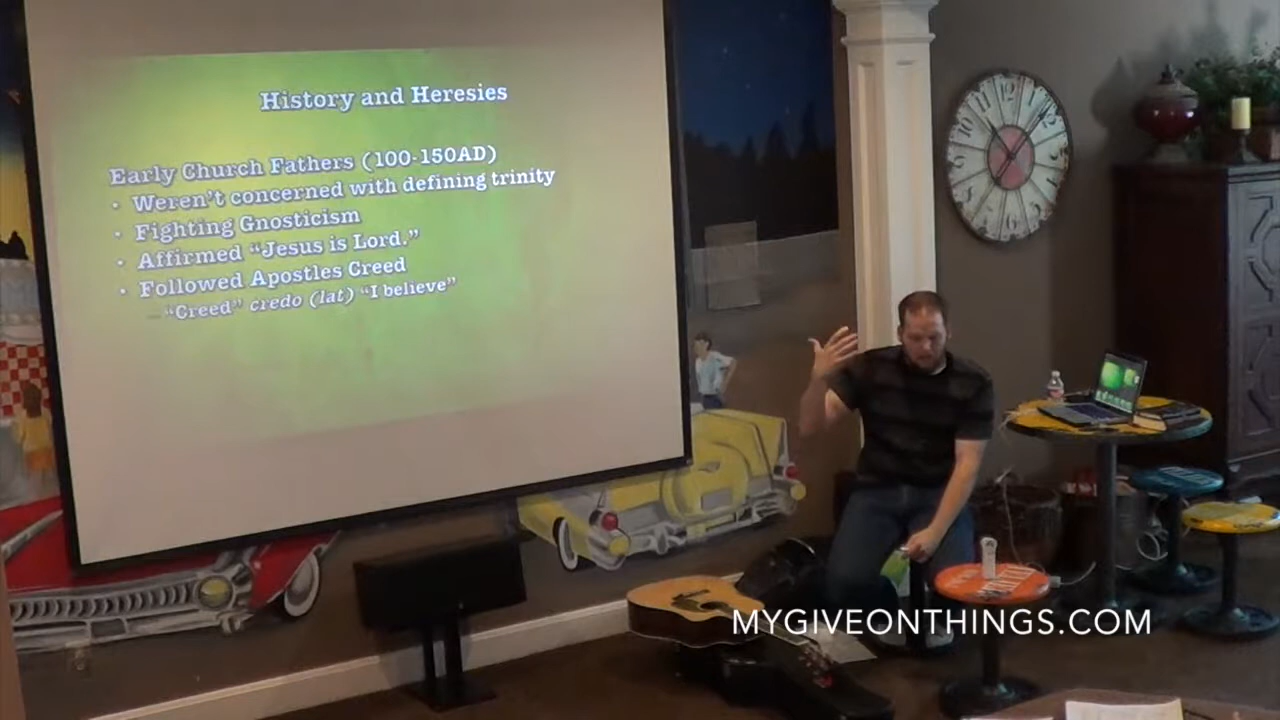 History and Heresies
Early Church Fathers (100-150AD)
• Weren't concerned with defining trinity
• Fighting Gnosticism
• Affirmed “Jesus is Lord.”
• Followed Apostles Creed
– “Creed” credo (lat) “I believe”
MYGIVEONTHINGS.COM